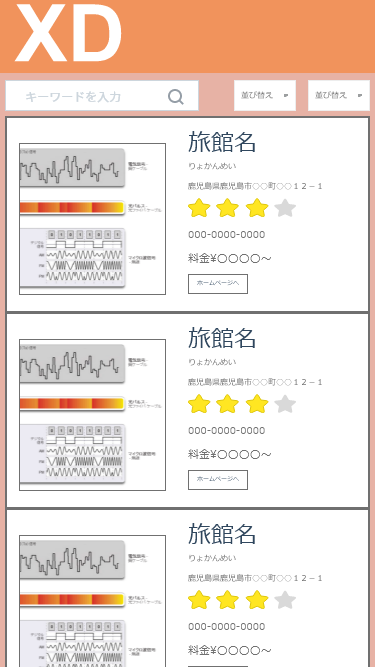 XD
キーワードを入力
並び替え
並び替え
旅館名
りょかんめい
鹿児島県鹿児島市○○町○○１２－１
000-0000-0000
料金¥○○○○～
ホームページへ
旅館名
りょかんめい
鹿児島県鹿児島市○○町○○１２－１
000-0000-0000
料金¥○○○○～
ホームページへ
旅館名
りょかんめい
鹿児島県鹿児島市○○町○○１２－１
000-0000-0000
料金¥○○○○～